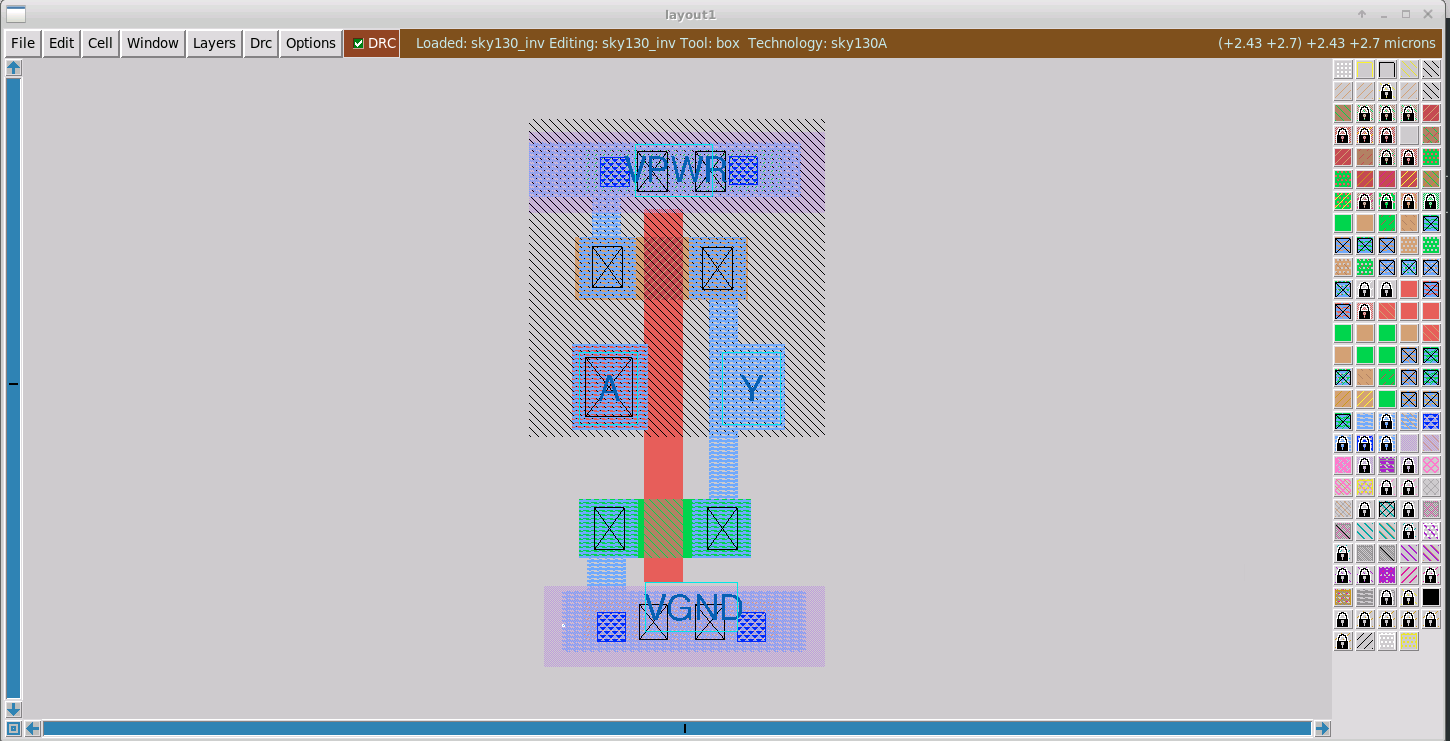 layout1
File Edit Cell Window Layers Drc Options DRC Loaded: sky130_inv Editing: sky130_inv Tool: box Technology: sky130A (+2.43 +2.7) +2.43 +2.7 microns
VPWR
A Y
VGND